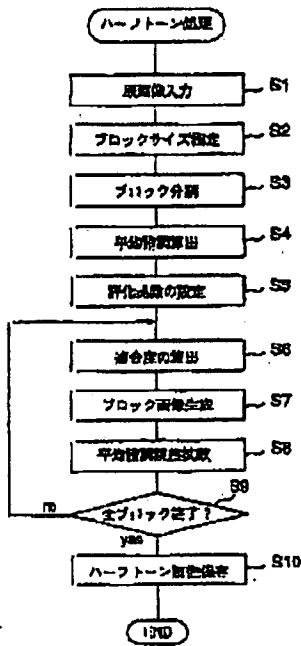 ハーフトーン処理
原画像入力
S1
ブロックサイズ指定
S2
ブロック分割
S3
平均階調算出
S4
評価関数の設定
S5
適合度の算出
S6
ブロック画像生成
S7
平均階調誤差拡散
S8
全ブロック終了?
S9
no
yes
ハーフトーン画像保存
S10
END